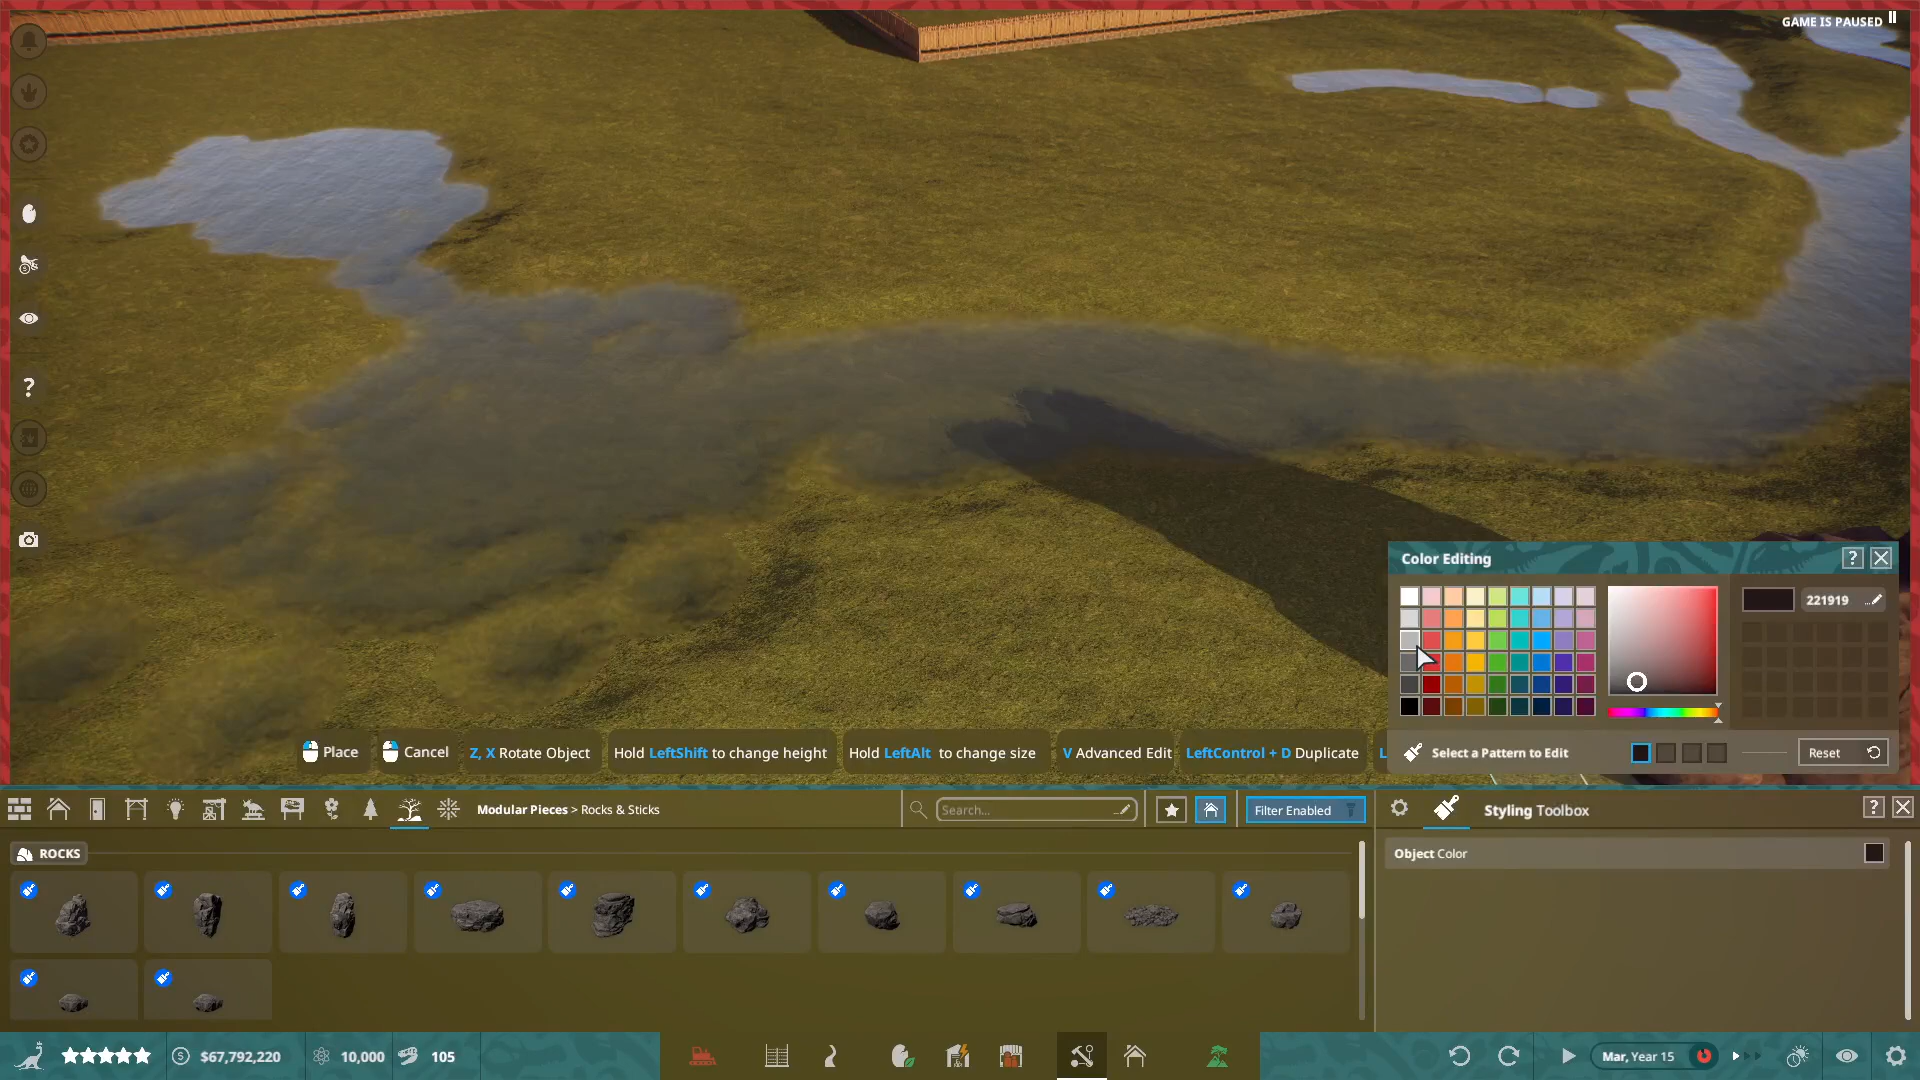 GAME IS PAUSED
Color Editing
?
221919
Place
Cancel
Z, X Rotate Object
Hold LeftShift to change height
Hold LeftAlt to change size
V Advanced Edit
LeftControl + D Duplicate
L
Select a Pattern to Edit
Reset
Modular Pieces > Rocks & Sticks
Search...
Filter Enabled
Styling Toolbox
?
ROCKS
Object Color
$67,792,220
10,000
105
Mar, Year 15